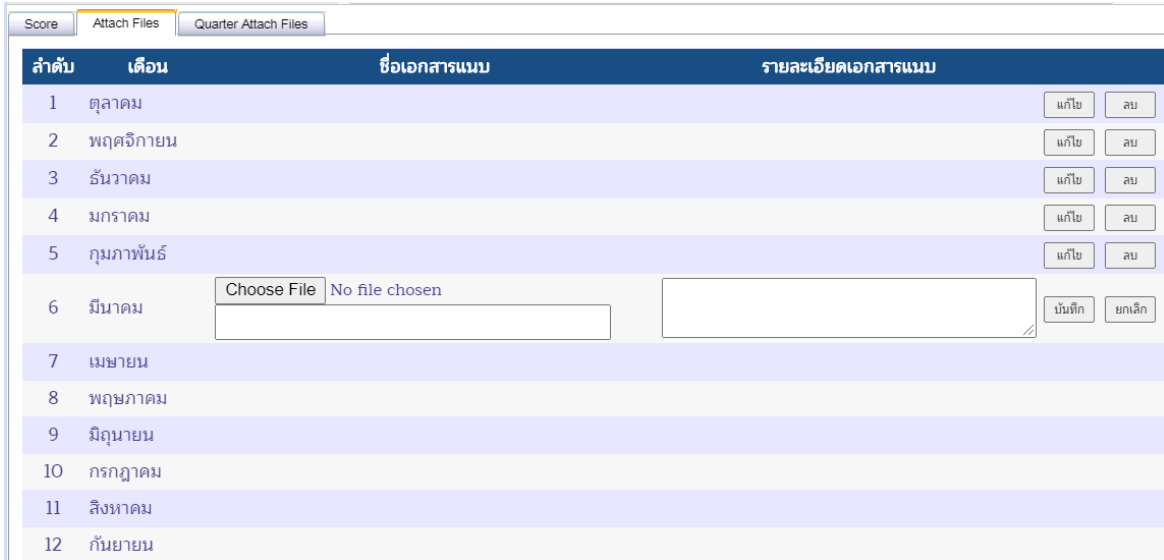 Score Attach Files Quarter Attach Files
ลำดับ เดือน ชื่อเอกสารแนบ รายละเอียดเอกสารแนบ
1 ตุลาคม แก้ไข ลบ
2 พฤศจิกายน แก้ไข ลบ
3 ธันวาคม แก้ไข ลบ
4 มกราคม แก้ไข ลบ
5 กุมภาพันธ์ แก้ไข ลบ
Choose File No file chosen
6 มีนาคม บันทึก ยกเลิก
7 เมษายน
8 พฤษภาคม
9 มิถุนายน
10 กรกฎาคม
11 สิงหาคม
12 กันยายน